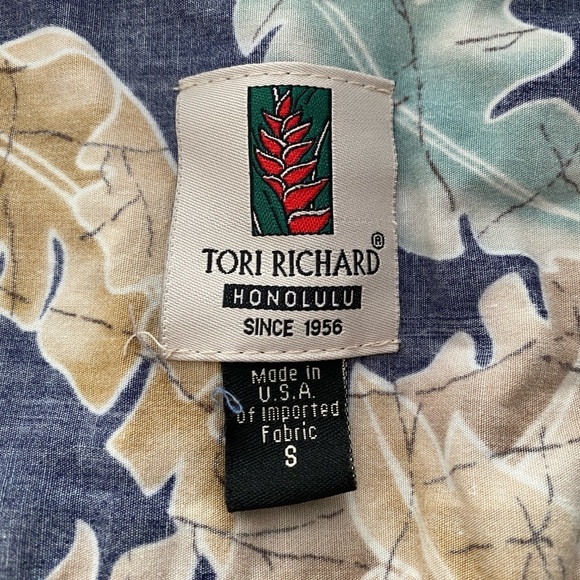 TORI RICHARD®
HONOLULU
SINCE 1956
Made in
U.S.A.
of Imported
Fabric
S